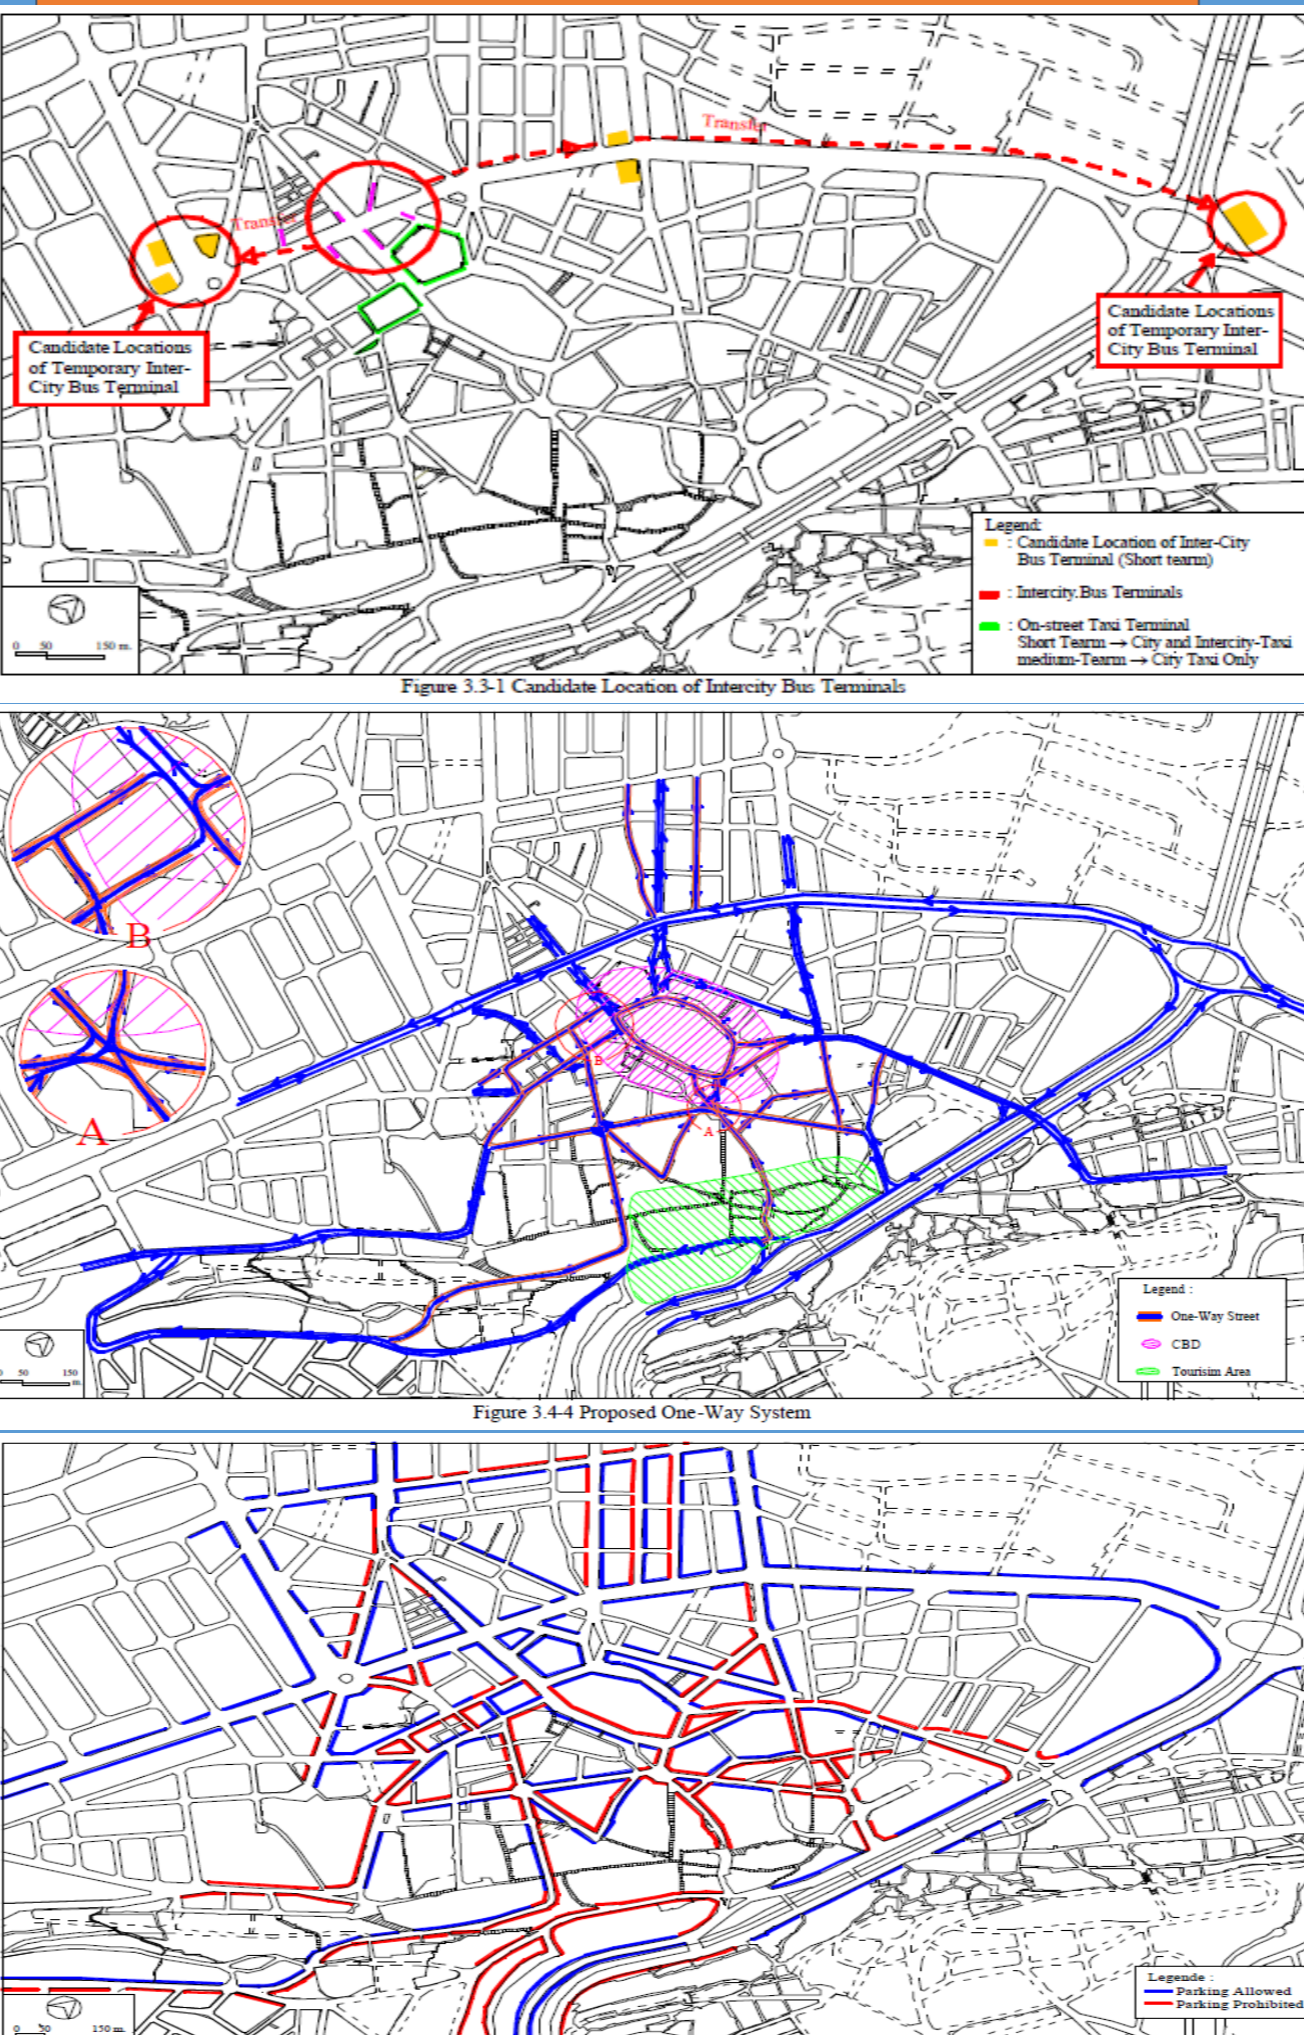 Transfer
Transfer
Candidate Locations
of Temporary Inter-
City Bus Terminal
Candidate Locations
of Temporary Inter-
City Bus Terminal
Legend:
: Candidate Location of Inter-City
Bus Terminal (Short tearm)
: Intercity.Bus Terminals
: On-street Taxi Terminal
Short Tearm → City and Intercity-Taxi
medium-Tearm → City Taxi Only
0 50 150 m.
Figure 3.3-1 Candidate Location of Intercity Bus Terminals
B
A
B
A
Legend :
One-Way Street
CBD
Tourisim Area
50 150
m.
Figure 3.4-4 Proposed One-Way System
Legende :
Parking Allowed
Parking Prohibited
0 50 150 m.